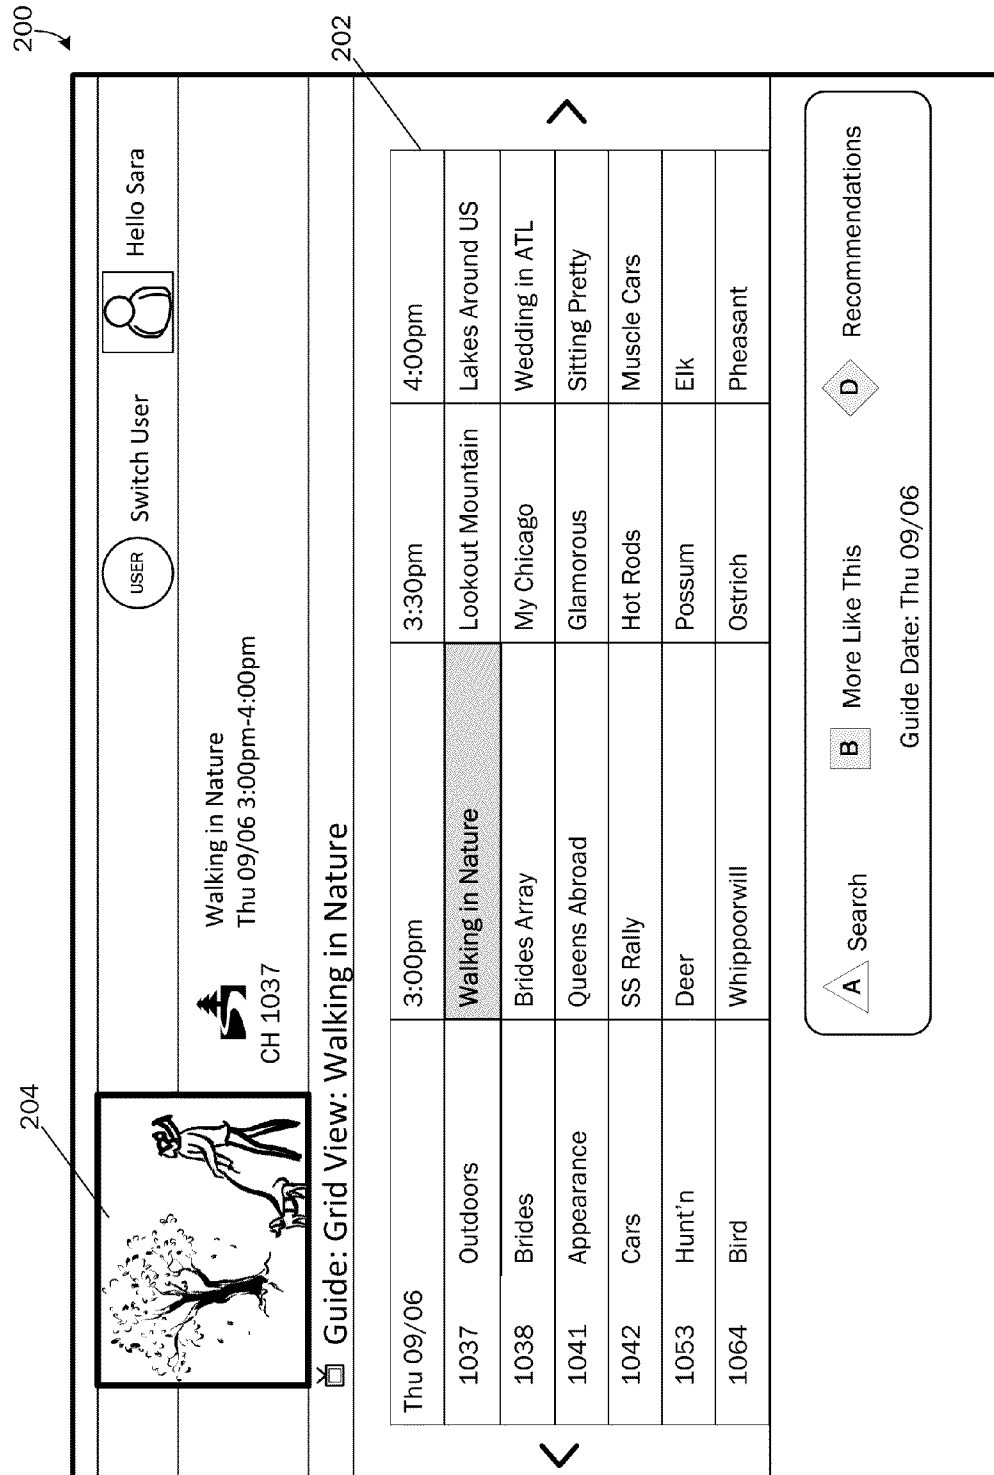 200
204
USER Switch User Hello Sara
Walking in Nature
Thu 09/06 3:00pm-4:00pm
CH 1037
Guide: Grid View: Walking in Nature
202
Thu 09/06 3:00pm 3:30pm 4:00pm
1037 Outdoors Walking in Nature Lookout Mountain Lakes Around US
1038 Brides Brides Array My Chicago Wedding in ATL
1041 Appearance Queens Abroad Glamorous Sitting Pretty
1042 Cars SS Rally Hot Rods Muscle Cars
1053 Hunt'n Deer Possum Elk
1064 Bird Whippoorwill Ostrich Pheasant
A Search B More Like This D Recommendations
Guide Date: Thu 09/06